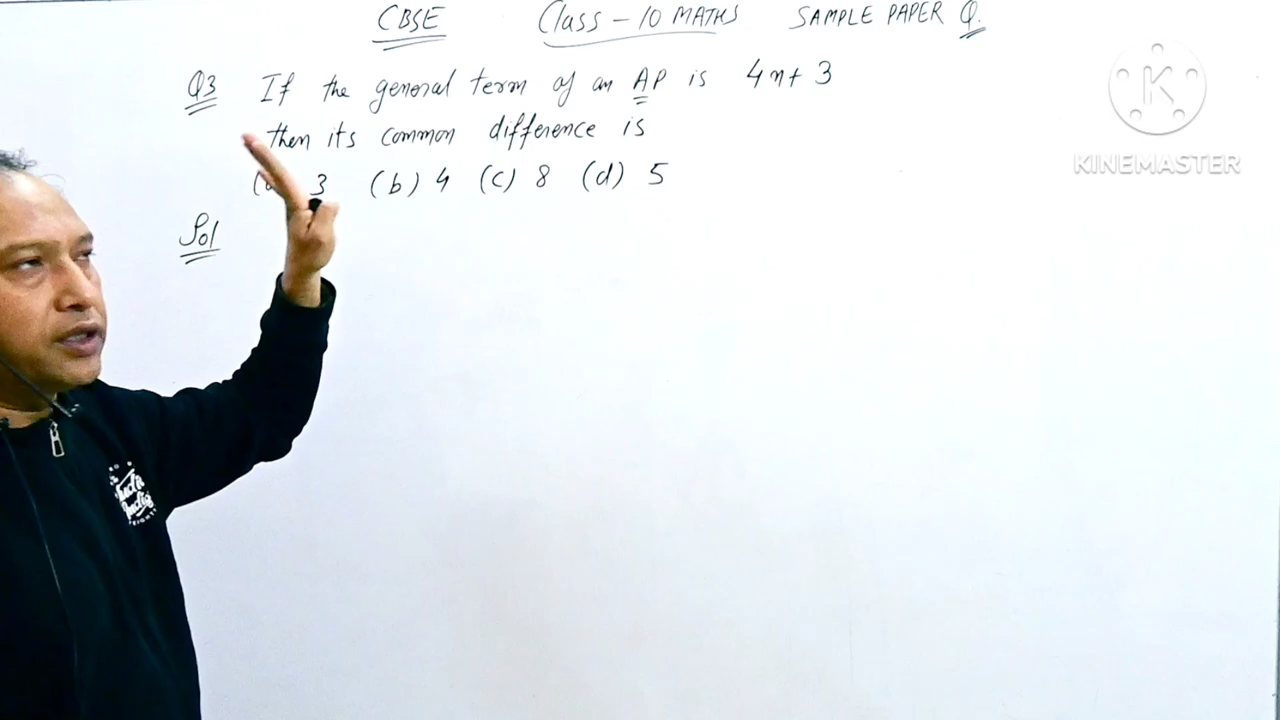 CBSE Class - 10 MATHS SAMPLE PAPER Q.
Q3 If the general term of an AP is 4n+3
then its common difference is
(a) 3 (b) 4 (c) 8 (d) 5
Sol
K
KINEMASTER